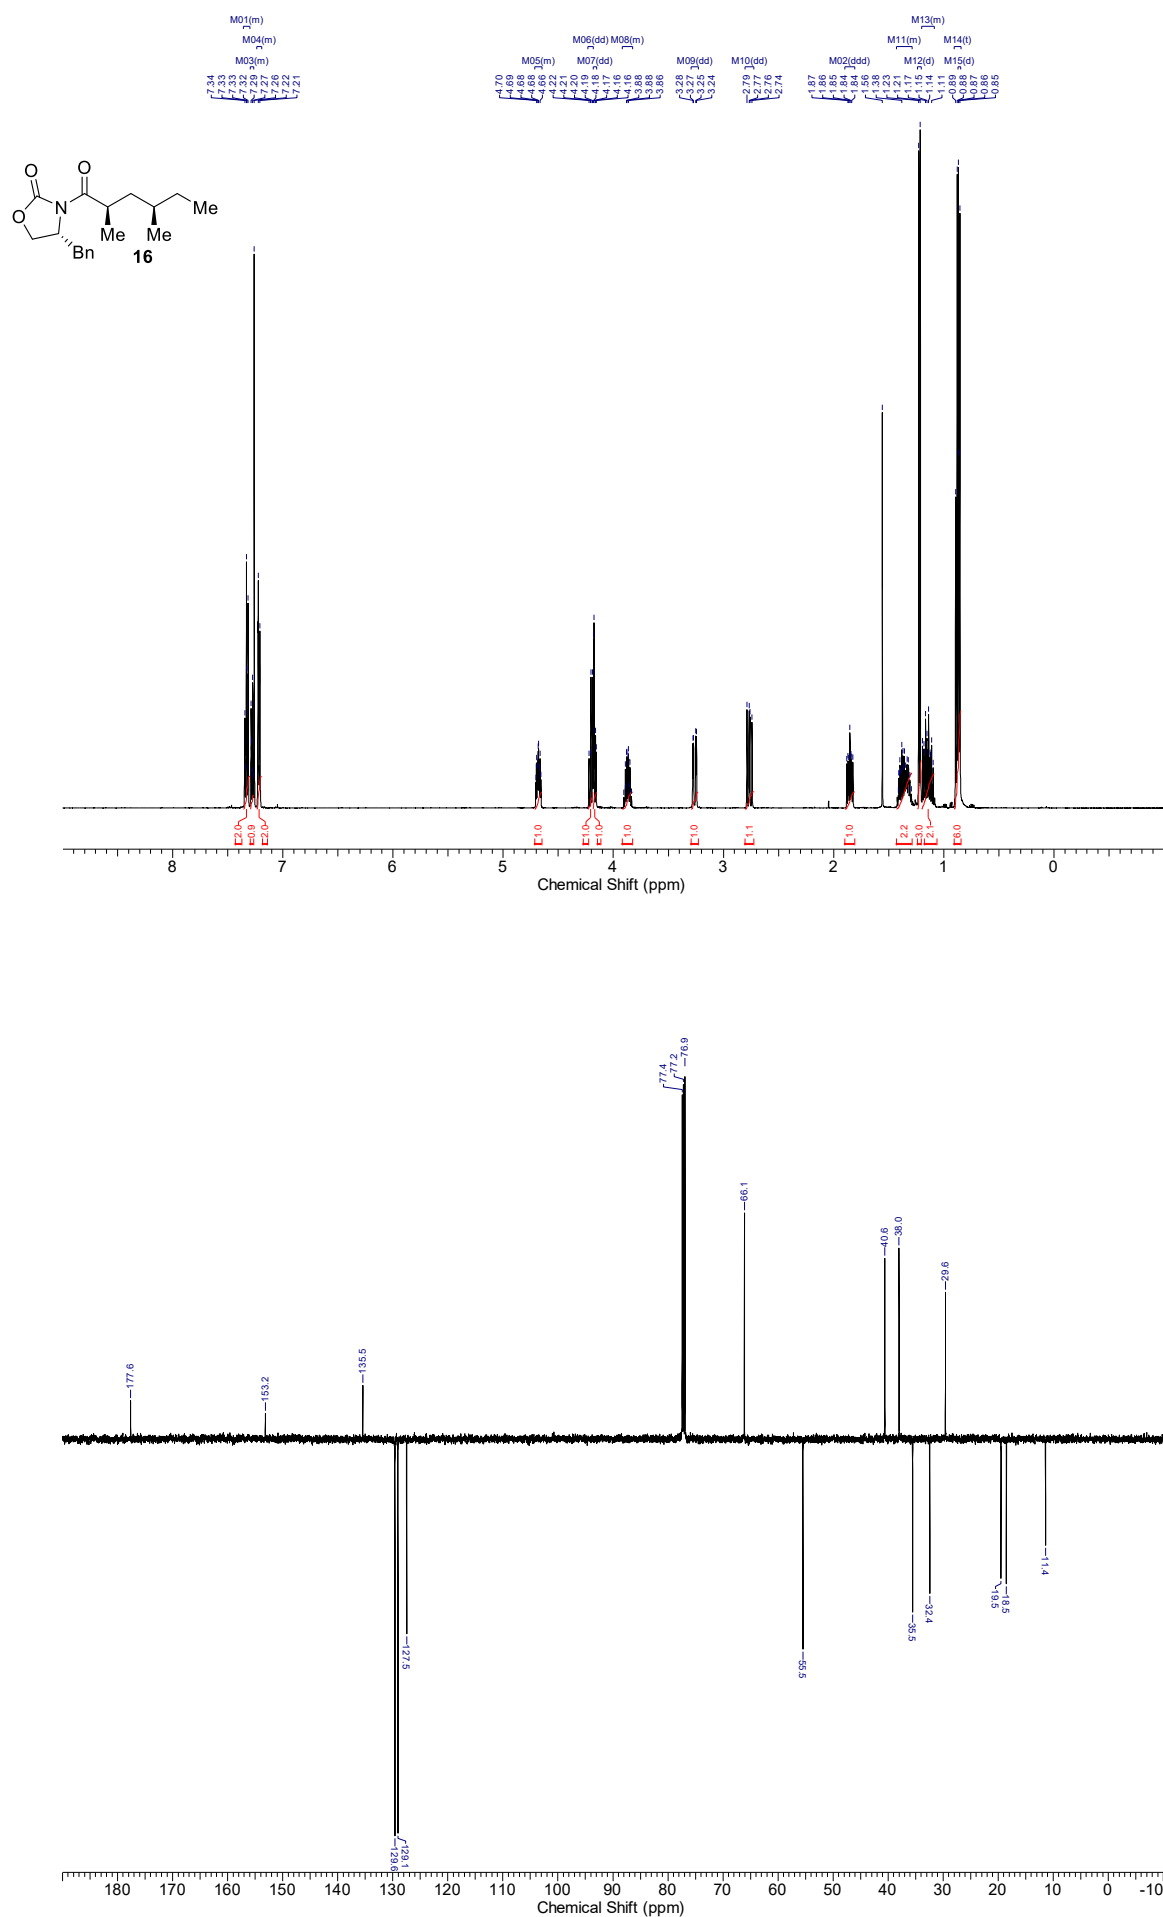 M01(m) M13(m)
M04(m) M06(dd) M08(m) M11(m) M14(t)
M03(m) M05(m) M07(dd) M09(dd) M10(dd) M02(ddd) M12(d) M15(d)
7.34 7.33 7.33 7.32 7.29 7.27 7.26 7.22 7.21 4.70 4.69 4.68 4.68 4.66 4.22 4.21 4.20 4.19 4.18 4.17 4.16 4.16 3.88 3.88 3.86 3.28 3.27 3.25 3.24 2.79 2.77 2.76 2.74 1.87 1.86 1.85 1.84 1.84 1.56 1.38 1.23 1.21 1.17 1.15 1.14 1.11 0.89 0.88 0.87 0.86 0.85
O O
O N Me
Me Me
Bn 16
2.0 0.9 2.0 1.0 1.0 1.0 1.0 1.0 1.1 1.0 2.2 3.0 2.1 6.0
8 7 6 5 4 3 2 1 0
Chemical Shift (ppm)
77.4 77.2 76.9
66.1
40.6 38.0
29.6
177.6 153.2 135.5
129.6 129.1 127.5
55.5 35.5 32.4 19.5 18.5 11.4
180 170 160 150 140 130 120 110 100 90 80 70 60 50 40 30 20 10 0 -10
Chemical Shift (ppm)